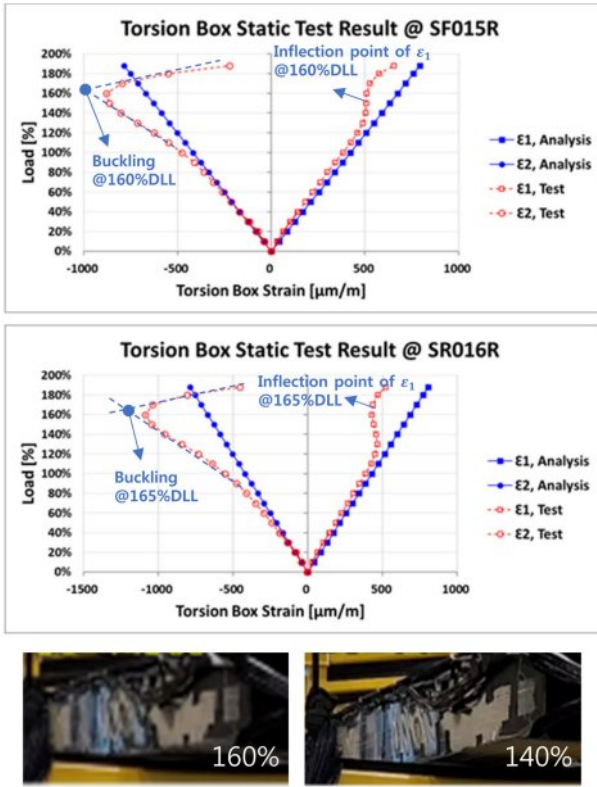 Torsion Box Static Test Result @ SF015R
Load [%]
200%
180%
160%
140%
120%
100%
80%
60%
40%
20%
0%
-1000
-500
0
500
1000
Torsion Box Strain [μm/m]
Inflection point of ε₁
@160%DLL
Buckling
@160%DLL
ε1, Analysis
ε2, Analysis
ε1, Test
ε2, Test
Torsion Box Static Test Result @ SR016R
Load [%]
200%
180%
160%
140%
120%
100%
80%
60%
40%
20%
0%
-1500
-1000
-500
0
500
1000
Torsion Box Strain [μm/m]
Inflection point of ε₁
@165%DLL
Buckling
@165%DLL
ε1, Analysis
ε2, Analysis
ε1, Test
ε2, Test
160%
140%